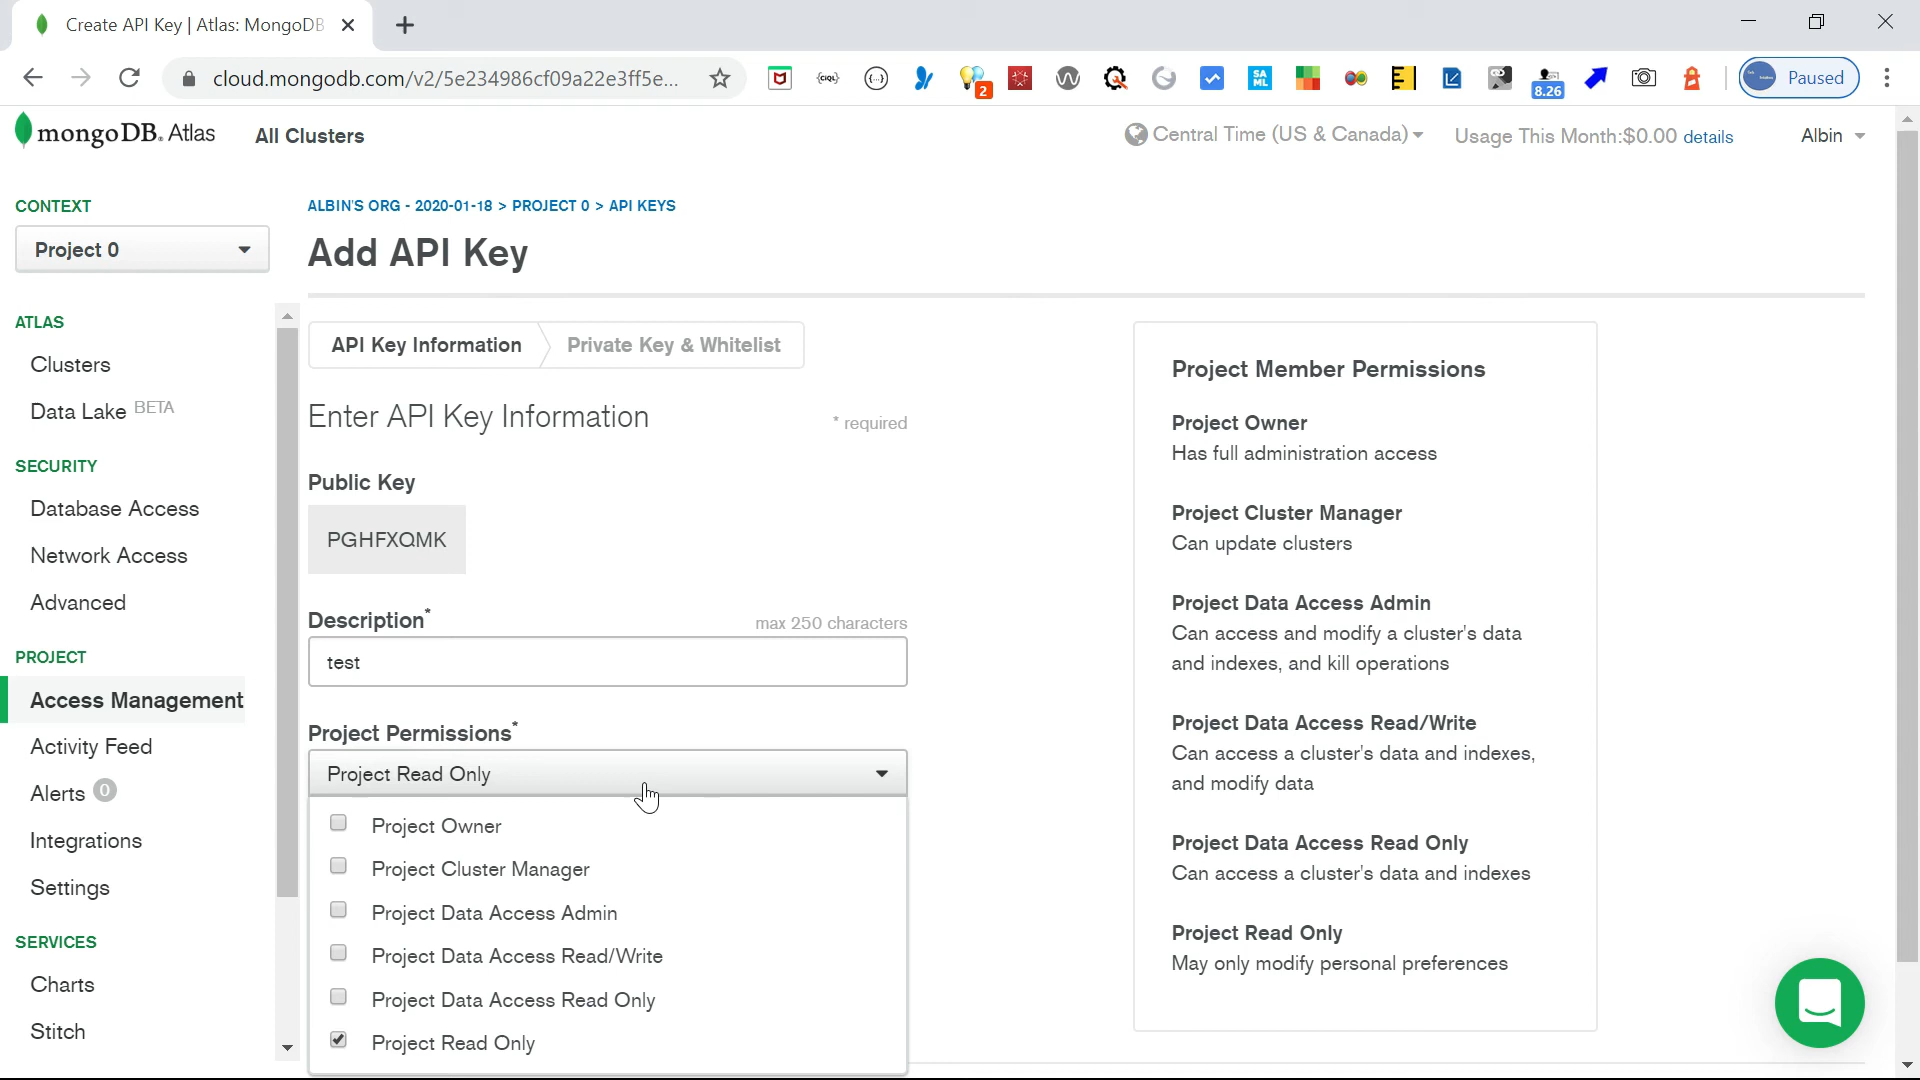 Create API Key | Atlas: MongoDB
cloud.mongodb.com/v2/5e234986cf09a22e3ff5e...
CIQL
2
SA
ML
8.26
Paused
mongoDB. Atlas
All Clusters
Central Time (US & Canada)
Usage This Month:$0.00 details
Albin
CONTEXT
Project 0
ATLAS
Clusters
Data Lake BETA
SECURITY
Database Access
Network Access
Advanced
PROJECT
Access Management
Activity Feed
Alerts 0
Integrations
Settings
SERVICES
Charts
Stitch
ALBIN'S ORG - 2020-01-18 > PROJECT 0 > API KEYS
Add API Key
API Key Information
Private Key & Whitelist
Enter API Key Information
* required
Public Key
PGHFXQMK
Description*
max 250 characters
test
Project Permissions*
Project Read Only
Project Owner
Project Cluster Manager
Project Data Access Admin
Project Data Access Read/Write
Project Data Access Read Only
Project Read Only
Project Member Permissions
Project Owner
Has full administration access
Project Cluster Manager
Can update clusters
Project Data Access Admin
Can access and modify a cluster's data
and indexes, and kill operations
Project Data Access Read/Write
Can access a cluster's data and indexes,
and modify data
Project Data Access Read Only
Can access a cluster's data and indexes
Project Read Only
May only modify personal preferences